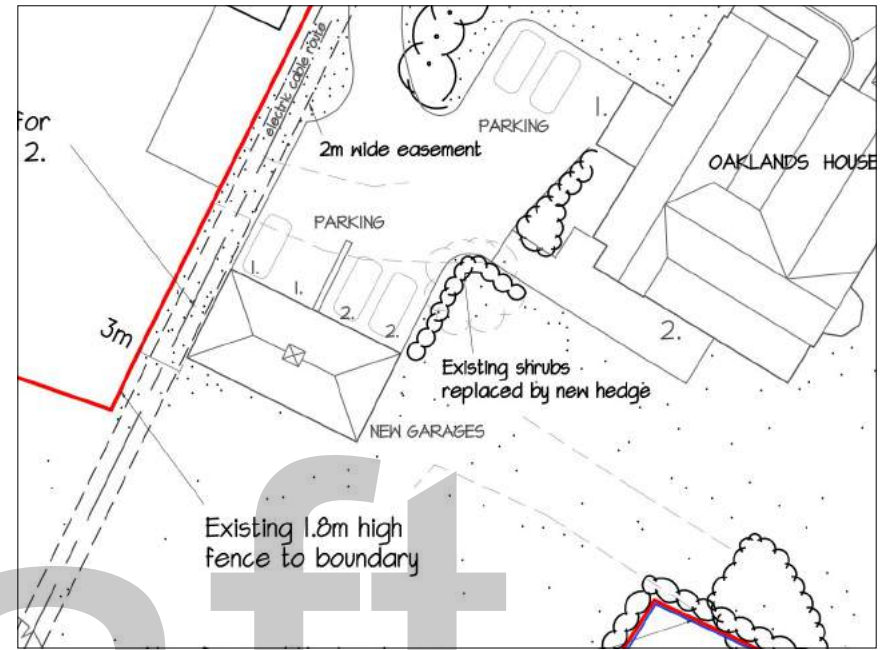 for
2.
electric cable route
2m wide easement
PARKING
1.
OAKLANDS HOUSE
PARKING
1.
1.
2.
2.
3m
2.
Existing shrubs
replaced by new hedge
NEW GARAGES
Existing 1.8m high
fence to boundary